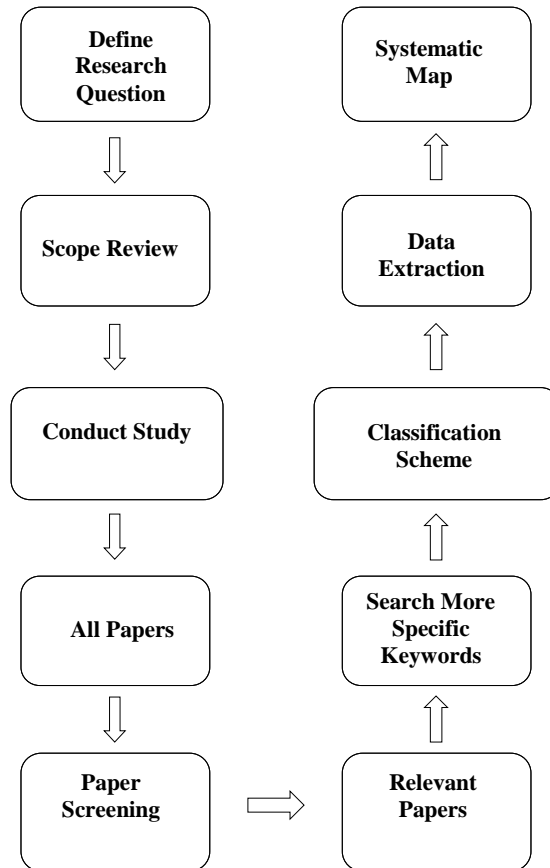 Define
Research
Question
Scope Review
Conduct Study
All Papers
Paper
Screening
Relevant
Papers
Search More
Specific
Keywords
Classification
Scheme
Data
Extraction
Systematic
Map